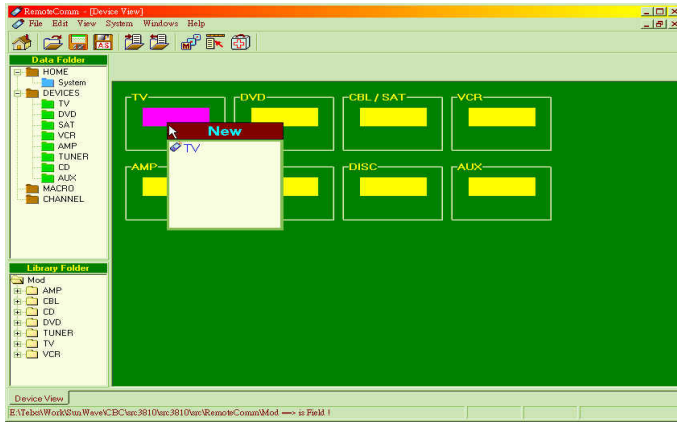 RemoteComm - [Device View]
File Edit View System Windows Help
Data Folder
HOME
System
DEVICES
TV
DVD
SAT
VCR
AMP
TUNER
CD
AUX
MACRO
CHANNEL
TV
DVD
CBL / SAT
VCR
New
TV
AMP
DISC
AUX
Library Folder
Mod
AMP
CBL
CD
DVD
TUNER
TV
VCR
Device View
E:\Tebcs\Work\SunWeve\CBC\src3810\src3810\src\RemoteComm\Mod ==> is Field !